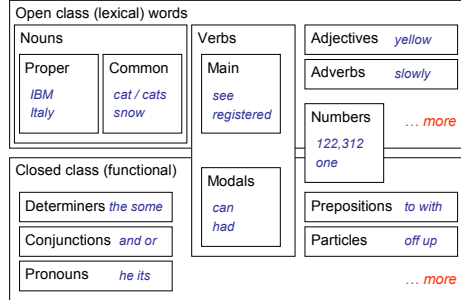 Open class (lexical) words
Nouns
Proper
IBM
Italy
Common
cat / cats
snow
Verbs
Main
see
registered
Adjectives yellow
Adverbs slowly
Numbers
122,312
one
… more
Closed class (functional)
Determiners the some
Conjunctions and or
Pronouns he its
Modals
can
had
Prepositions to with
Particles off up
… more